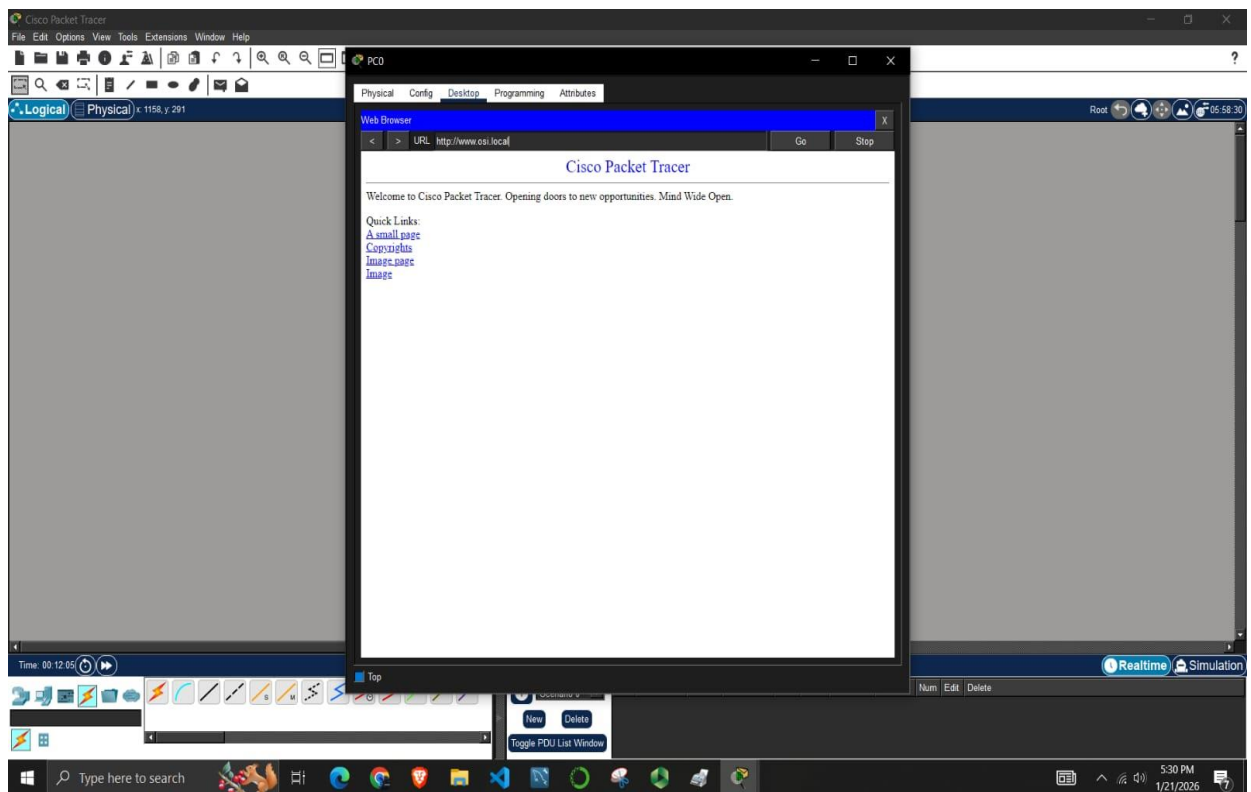 Cisco Packet Tracer
File Edit Options View Tools Extensions Window Help
?
PC0
Physical Config Desktop Programming Attributes
Logical Physical x: 1158, y: 291
Root 05:58:30
Web Browser X
< > URL http://www.osi.local Go Stop
Cisco Packet Tracer
Welcome to Cisco Packet Tracer. Opening doors to new opportunities. Mind Wide Open.
Quick Links:
A small page
Copyrights
Image page
Image
Time: 00:12:05
Realtime Simulation
Top
Num Edit Delete
New Delete
Toggle PDU List Window
Type here to search
5:30 PM
1/21/2026
7